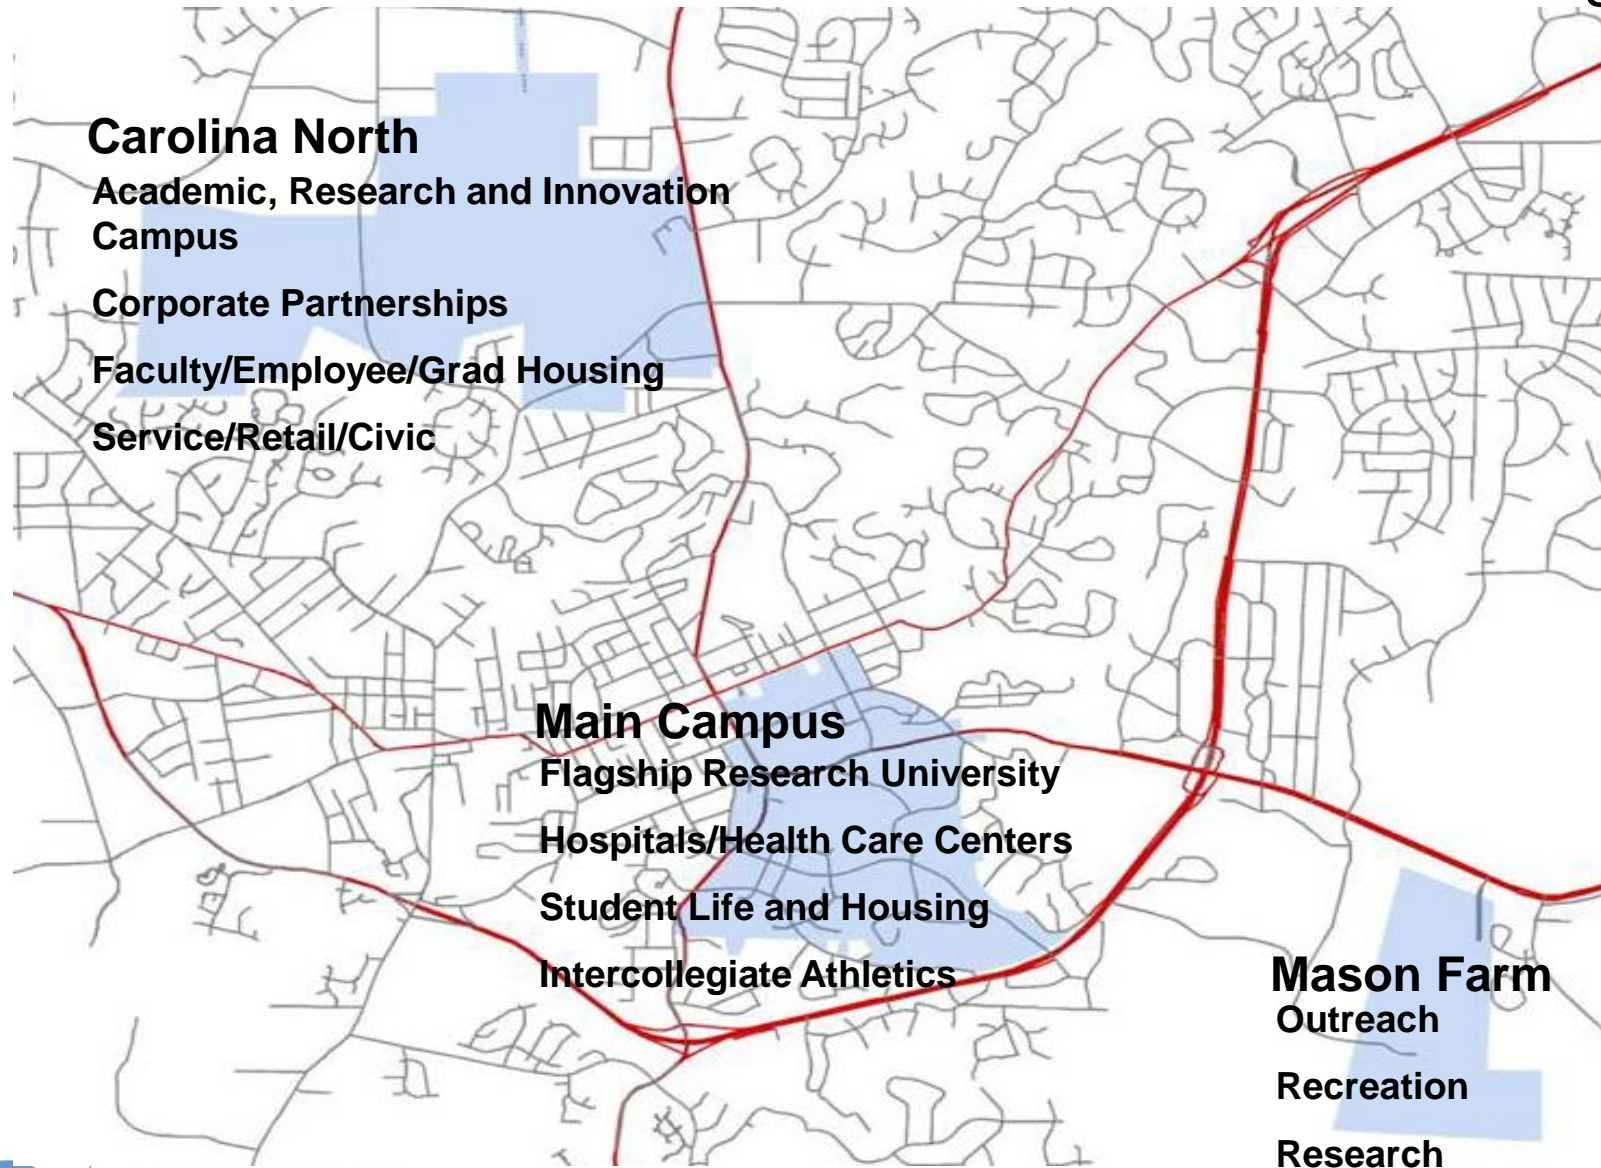 Carolina North
Academic, Research and Innovation
Campus
Corporate Partnerships
Faculty/Employee/Grad Housing
Service/Retail/Civic
Main Campus
Flagship Research University
Hospitals/Health Care Centers
Student Life and Housing
Intercollegiate Athletics
Mason Farm
Outreach
Recreation
Research